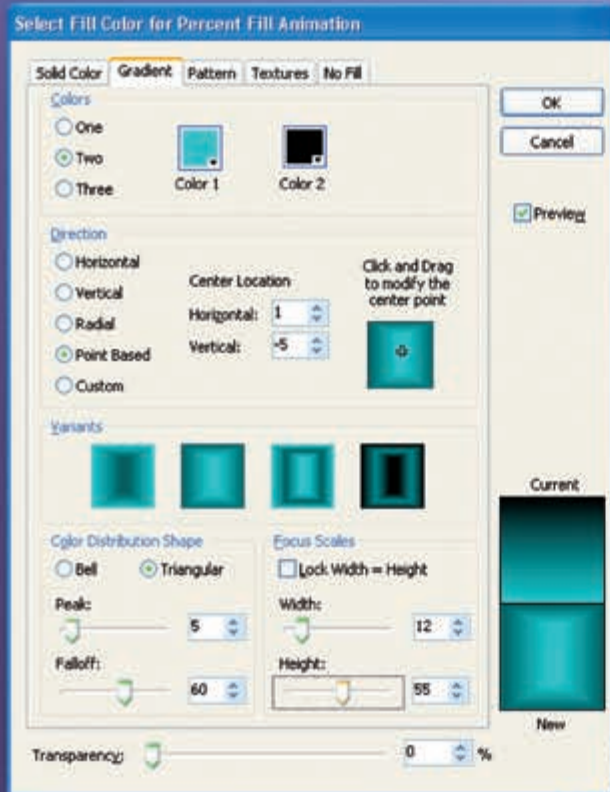 Select Fill Color for Percent Fill Animation
Solid Color Gradient Pattern Textures No Fill
Colors
One
Two
Three
Color 1
Color 2
Direction
Horizontal
Vertical
Radial
Point Based
Custom
Center Location
Horizontal: 1
Vertical: -5
Click and Drag
to modify the
center point
Variants
Color Distribution Shape
Bell
Triangular
Peak:
5
Falloff:
60
Focus Scales
Lock Width = Height
Width:
12
Height:
55
Transparency: 0 %
OK
Cancel
Preview
Current
New